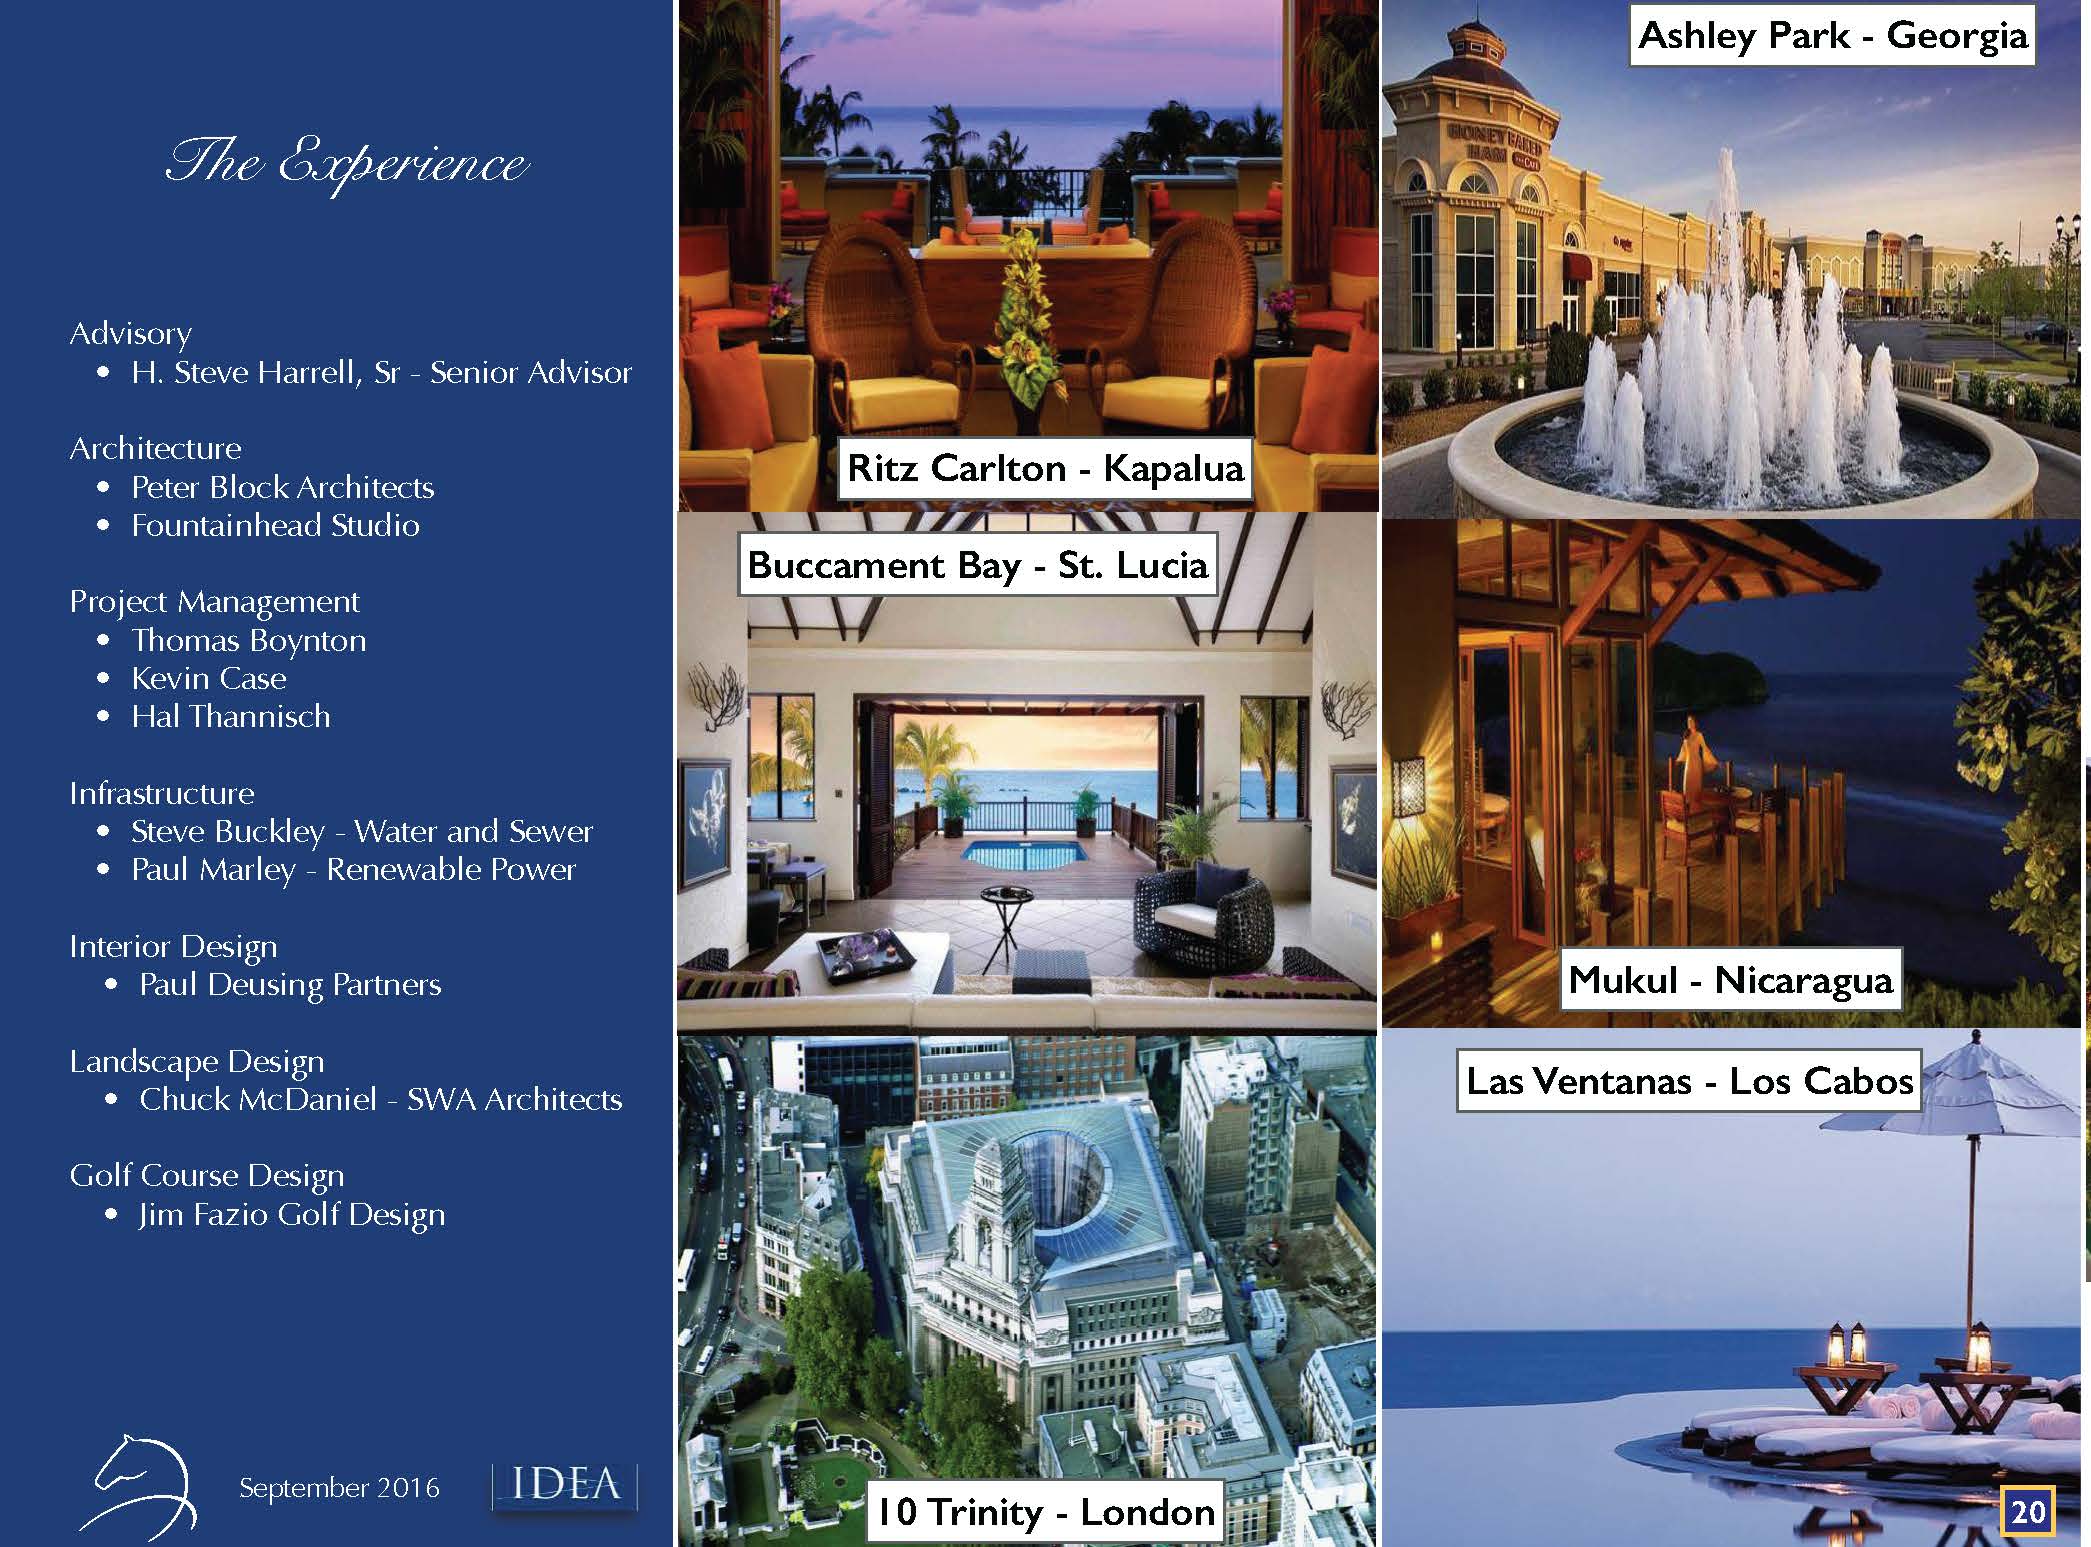 The Experience
Advisory
• H. Steve Harrell, Sr - Senior Advisor
Architecture
• Peter Block Architects
• Fountainhead Studio
Project Management
• Thomas Boynton
• Kevin Case
• Hal Thannisch
Infrastructure
• Steve Buckley - Water and Sewer
• Paul Marley - Renewable Power
Interior Design
• Paul Deusing Partners
Landscape Design
• Chuck McDaniel - SWA Architects
Golf Course Design
• Jim Fazio Golf Design
September 2016
IDEA
Ritz Carlton - Kapalua
Ashley Park - Georgia
HONEYBAKED
HAM
CAFE
Buccament Bay - St. Lucia
Mukul - Nicaragua
10 Trinity - London
Las Ventanas - Los Cabos
20